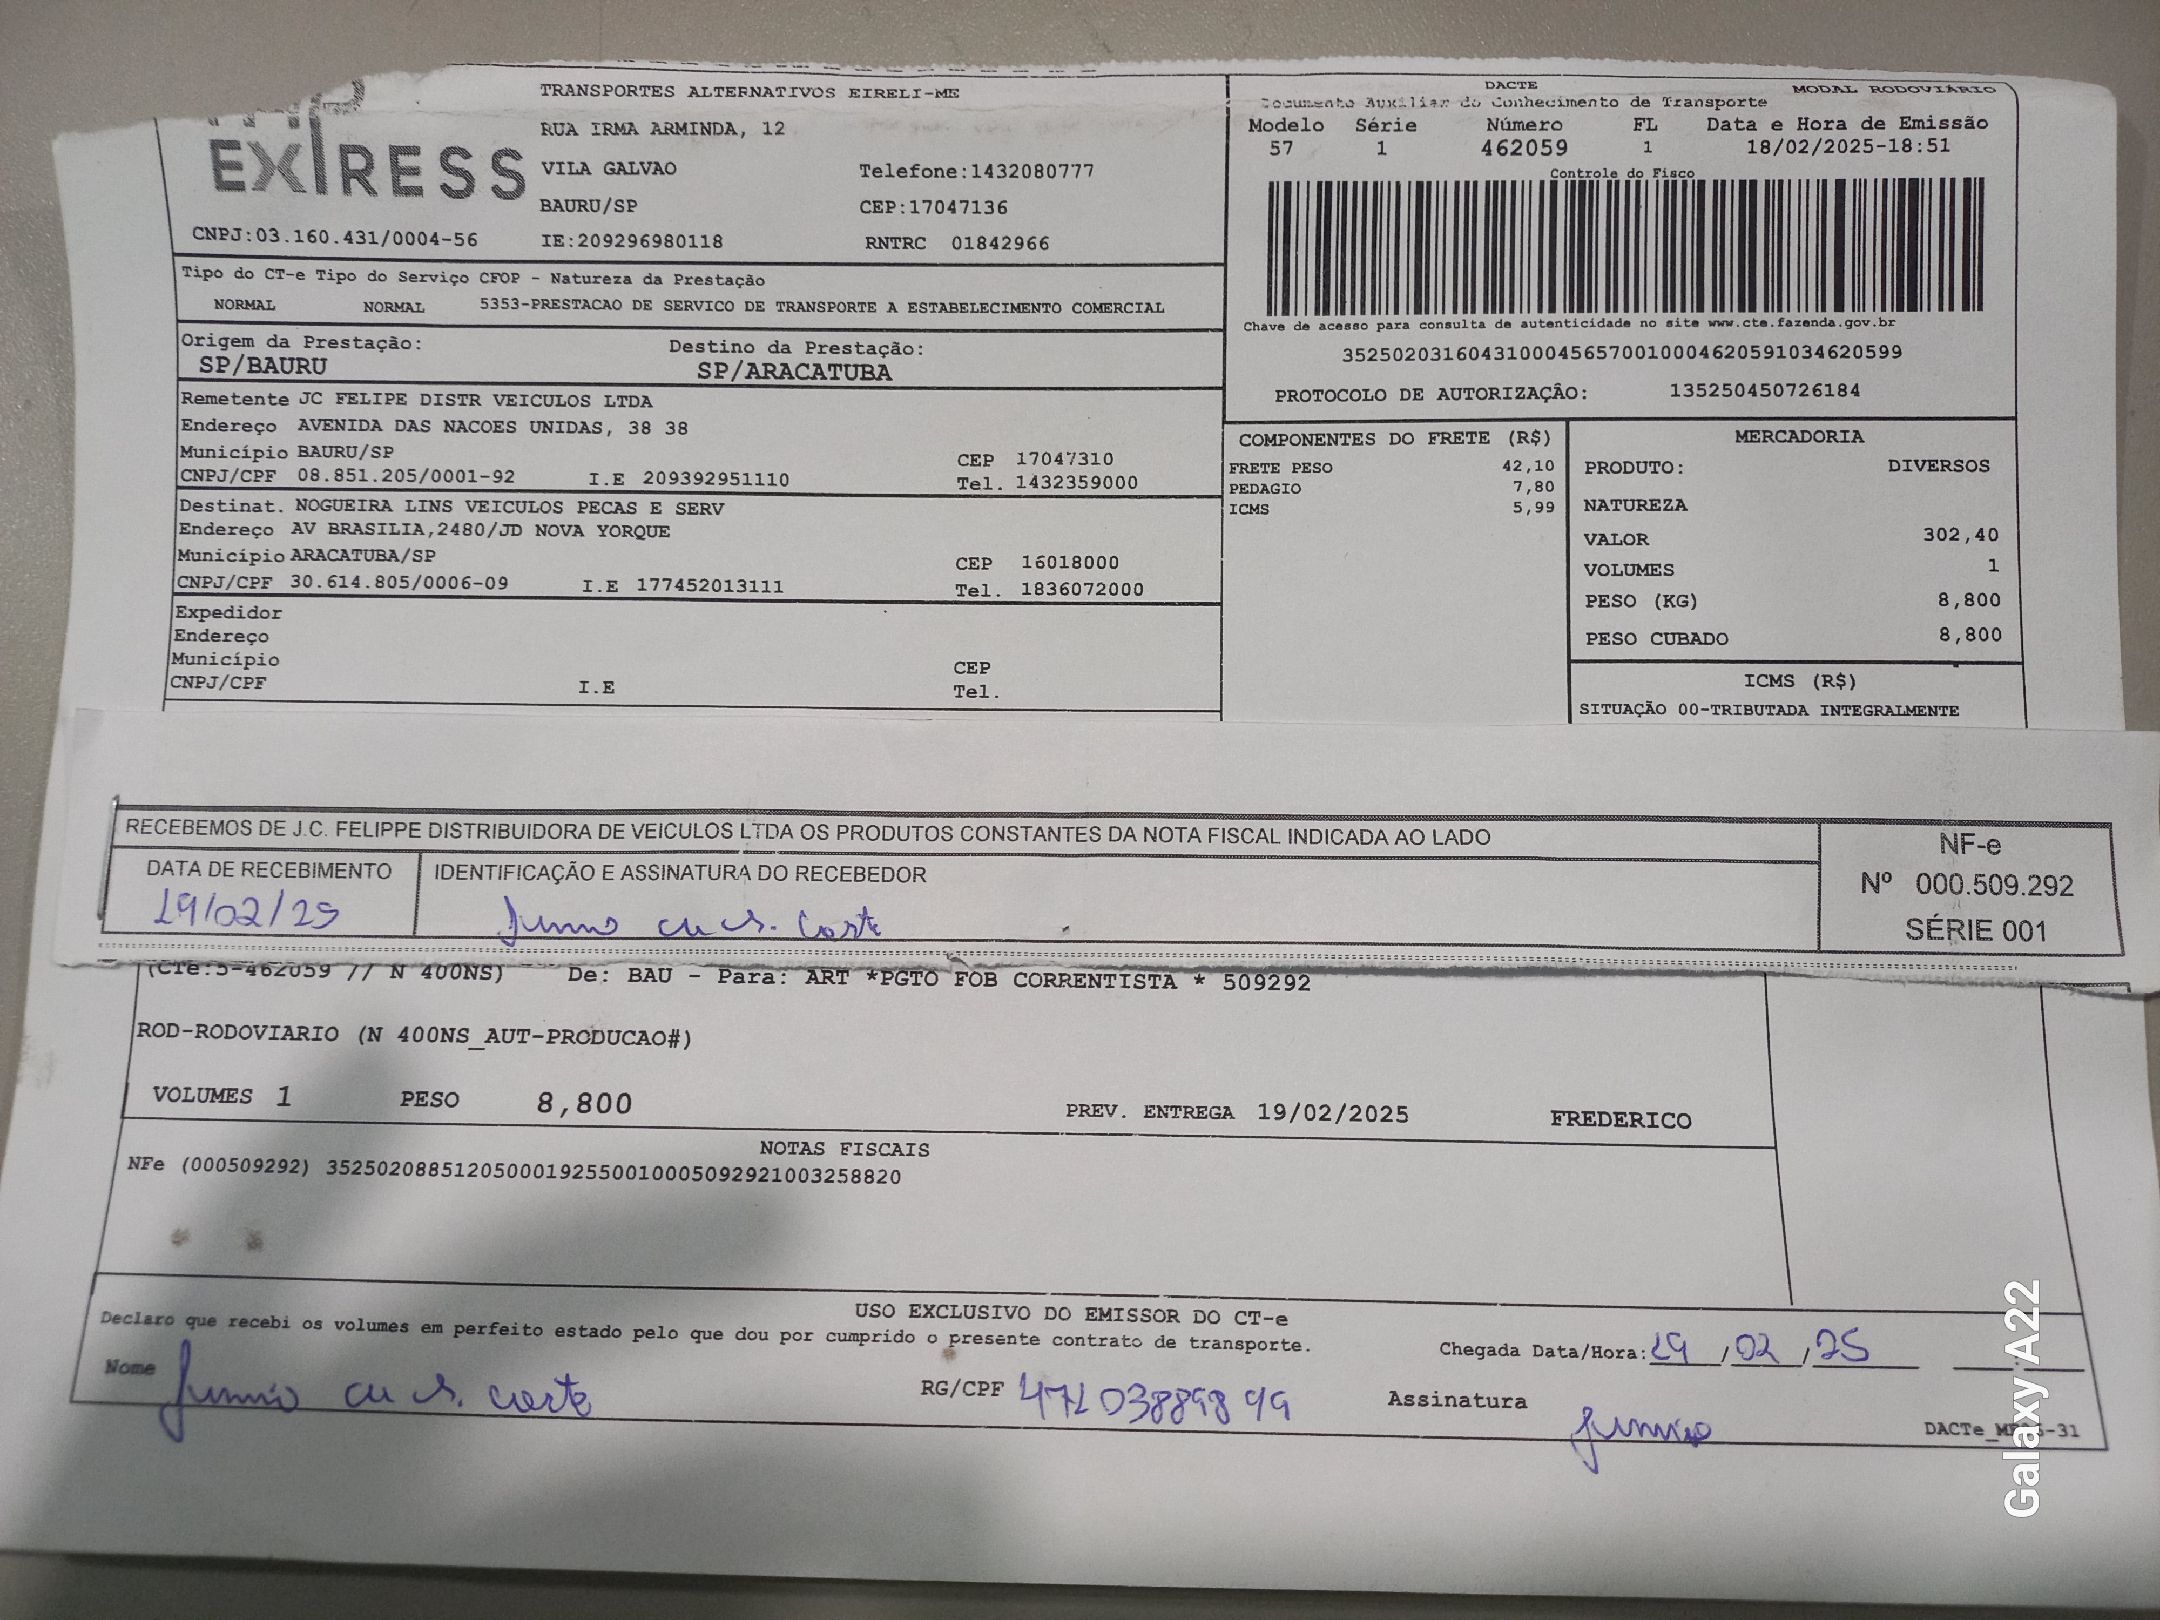 EXPRESS
TRANSPORTES ALTERNATIVOS EIRELI-ME
RUA IRMA ARMINDA, 12
VILA GALVAO Telefone:1432080777
BAURU/SP CEP:17047136
CNPJ:03.160.431/0004-56 IE:209296980118 RNTRC 01842966
DACTE MODAL RODOVIÁRIO
Documento Auxiliar do Conhecimento de Transporte
Modelo Série Número FL Data e Hora de Emissão
57 1 462059 1 18/02/2025-18:51
Controle do Fisco
Chave de acesso para consulta de autenticidade no site www.cte.fazenda.gov.br
35250203160431000456570010004620591034620599
PROTOCOLO DE AUTORIZAÇÃO: 135250450726184
Tipo do CT-e Tipo do Serviço CFOP - Natureza da Prestação
NORMAL NORMAL 5353-PRESTACAO DE SERVICO DE TRANSPORTE A ESTABELECIMENTO COMERCIAL
Origem da Prestação: Destino da Prestação:
SP/BAURU SP/ARACATUBA
Remetente JC FELIPE DISTR VEICULOS LTDA
Endereço AVENIDA DAS NACOES UNIDAS, 38 38
Município BAURU/SP CEP 17047310
CNPJ/CPF 08.851.205/0001-92 I.E 209392951110 Tel. 1432359000
Destinat. NOGUEIRA LINS VEICULOS PECAS E SERV
Endereço AV BRASILIA,2480/JD NOVA YORQUE
Município ARACATUBA/SP CEP 16018000
CNPJ/CPF 30.614.805/0006-09 I.E 177452013111 Tel. 1836072000
Expedidor
Endereço
Município CEP
CNPJ/CPF I.E Tel.
COMPONENTES DO FRETE (R$)
FRETE PESO 42,10
PEDAGIO 7,80
ICMS 5,99
MERCADORIA
PRODUTO: DIVERSOS
NATUREZA
VALOR 302,40
VOLUMES 1
PESO (KG) 8,800
PESO CUBADO 8,800
ICMS (R$)
SITUAÇÃO 00-TRIBUTADA INTEGRALMENTE
RECEBEMOS DE J.C. FELIPPE DISTRIBUIDORA DE VEICULOS LTDA OS PRODUTOS CONSTANTES DA NOTA FISCAL INDICADA AO LADO
DATA DE RECEBIMENTO IDENTIFICAÇÃO E ASSINATURA DO RECEBEDOR
19/02/25
NF-e
Nº 000.509.292
SÉRIE 001
(CTe:5-462059 // N 400NS) De: BAU - Para: ART *PGTO FOB CORRENTISTA * 509292
ROD-RODOVIARIO (N 400NS_AUT-PRODUCAO#)
VOLUMES 1 PESO 8,800 PREV. ENTREGA 19/02/2025 FREDERICO
NOTAS FISCAIS
NFe (000509292) 35250208851205000192550010005092921003258820
USO EXCLUSIVO DO EMISSOR DO CT-e
Declaro que recebi os volumes em perfeito estado pelo que dou por cumprido o presente contrato de transporte.
Chegada Data/Hora: 19 / 02 / 25
Nome RG/CPF Assinatura
Galaxy A22